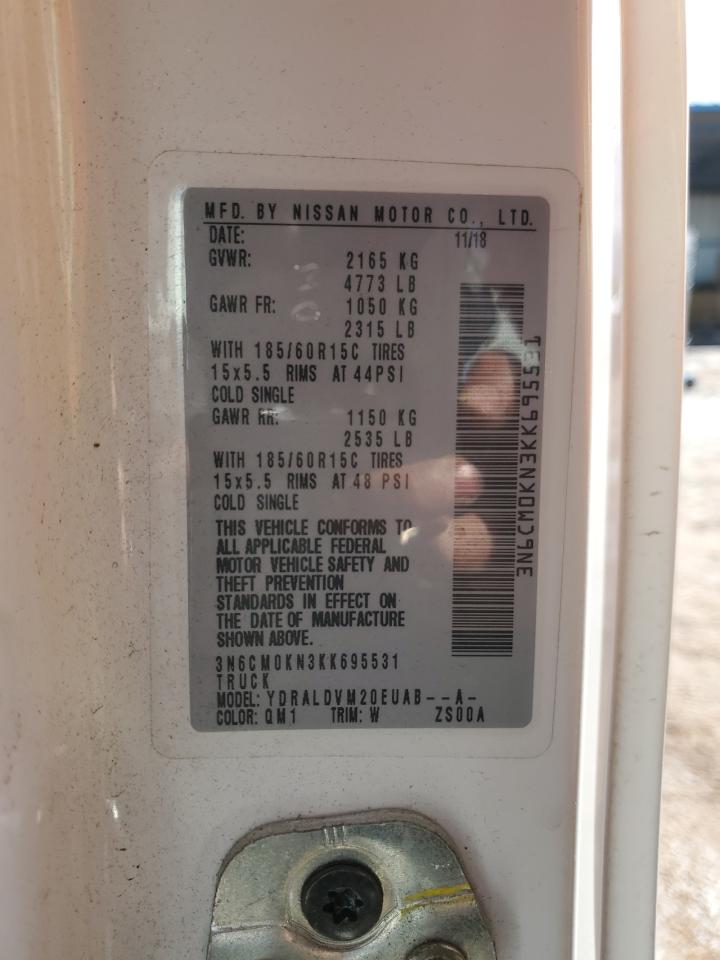 MFD. BY NISSAN MOTOR CO., LTD.
DATE: 11/18
GVWR: 2165 KG
4773 LB
GAWR FR: 1050 KG
2315 LB
WITH 185/60R15C TIRES
15x5.5 RIMS AT 44PSI
COLD SINGLE
GAWR RR: 1150 KG
2535 LB
WITH 185/60R15C TIRES
15x5.5 RIMS AT 48 PSI
COLD SINGLE
THIS VEHICLE CONFORMS TO
ALL APPLICABLE FEDERAL
MOTOR VEHICLE SAFETY AND
THEFT PREVENTION
STANDARDS IN EFFECT ON
THE DATE OF MANUFACTURE
SHOWN ABOVE.
3N6CM0KN3KK695531
TRUCK
MODEL: YDRALDVM20EUAB--A-
COLOR: QM1 TRIM: W ZS00A
3N6CM0KN3KK695531